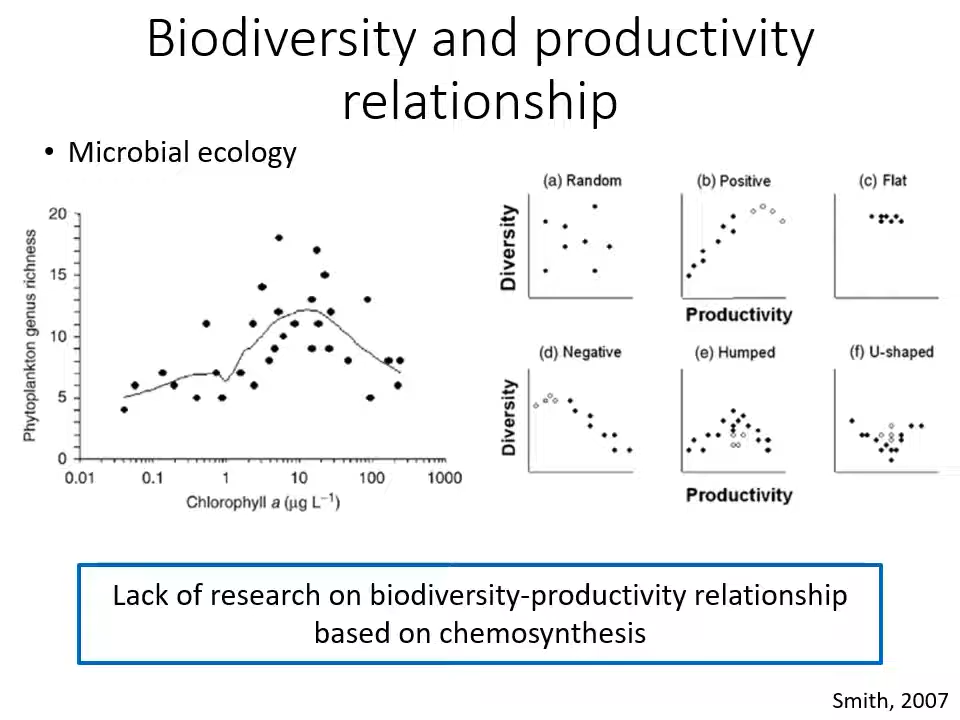 Biodiversity and productivity
relationship
• Microbial ecology
Phytoplankton genus richness
20
15
10
5
0
0.01 0.1 1 10 100 1000
Chlorophyll a (µg L⁻¹)
(a) Random
(b) Positive
(c) Flat
Diversity
Productivity
(d) Negative
(e) Humped
(f) U-shaped
Diversity
Productivity
Lack of research on biodiversity-productivity relationship
based on chemosynthesis
Smith, 2007